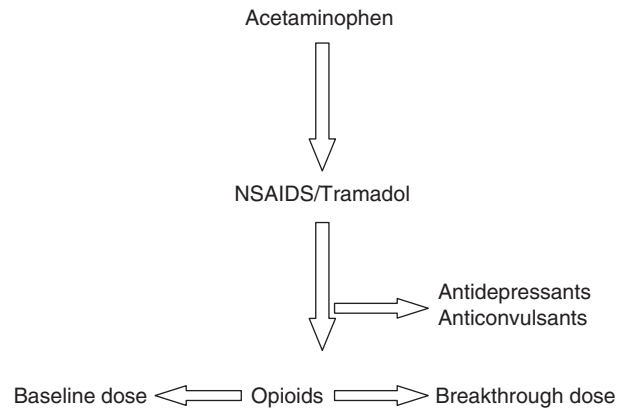 Acetaminophen
NSAIDS/Tramadol
Antidepressants
Anticonvulsants
Baseline dose Opioids Breakthrough dose